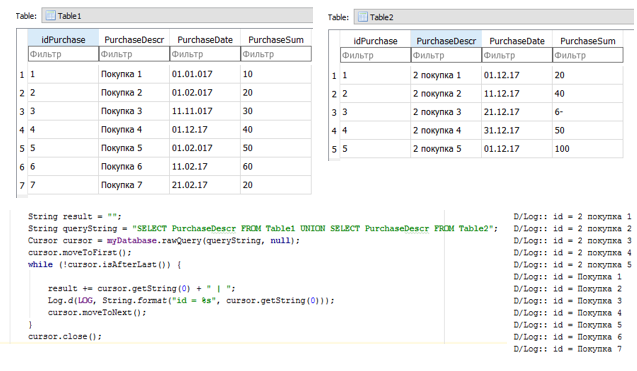 Table: Table1
idPurchase PurchaseDescr PurchaseDate PurchaseSum
Фильтр Фильтр Фильтр Фильтр
1 1 Покупка 1 01.01.017 10
2 2 Покупка 2 01.02.017 20
3 3 Покупка 3 11.11.017 30
4 4 Покупка 4 01.12.17 40
5 5 Покупка 5 01.02.017 50
6 6 Покупка 6 11.02.17 60
7 7 Покупка 7 21.02.17 20
Table: Table2
idPurchase PurchaseDescr PurchaseDate PurchaseSum
Фильтр Фильтр Фильтр Фильтр
1 1 2 покупка 1 01.12.17 20
2 2 2 покупка 2 11.12.17 40
3 3 2 покупка 3 21.12.17 6-
4 4 2 покупка 4 31.12.17 50
5 5 2 покупка 5 01.12.17 100
String result = "";
String queryString = "SELECT PurchaseDescr FROM Table1 UNION SELECT PurchaseDescr FROM Table2";
Cursor cursor = myDatabase.rawQuery(queryString, null);
cursor.moveToFirst();
while (!cursor.isAfterLast()) {
result += cursor.getString(0) + " | ";
Log.d(LOG, String.format("id = %s", cursor.getString(0)));
cursor.moveToNext();
}
cursor.close();
D/Log:: id = 2 покупка 1
D/Log:: id = 2 покупка 2
D/Log:: id = 2 покупка 3
D/Log:: id = 2 покупка 4
D/Log:: id = 2 покупка 5
D/Log:: id = Покупка 1
D/Log:: id = Покупка 2
D/Log:: id = Покупка 3
D/Log:: id = Покупка 4
D/Log:: id = Покупка 5
D/Log:: id = Покупка 6
D/Log:: id = Покупка 7